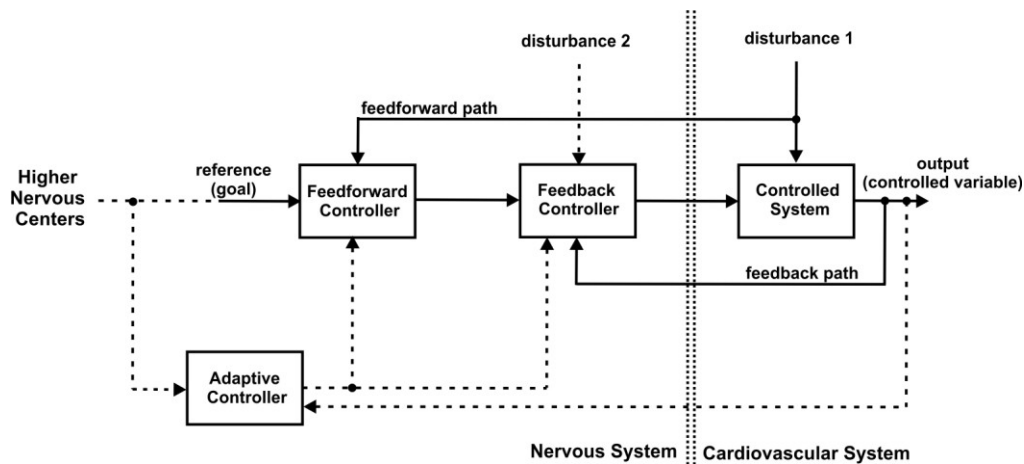 disturbance 2
disturbance 1
feedforward path
Higher
Nervous
Centers
reference
(goal)
Feedforward
Controller
Feedback
Controller
Controlled
System
output
(controlled variable)
feedback path
Adaptive
Controller
Nervous System
Cardiovascular System